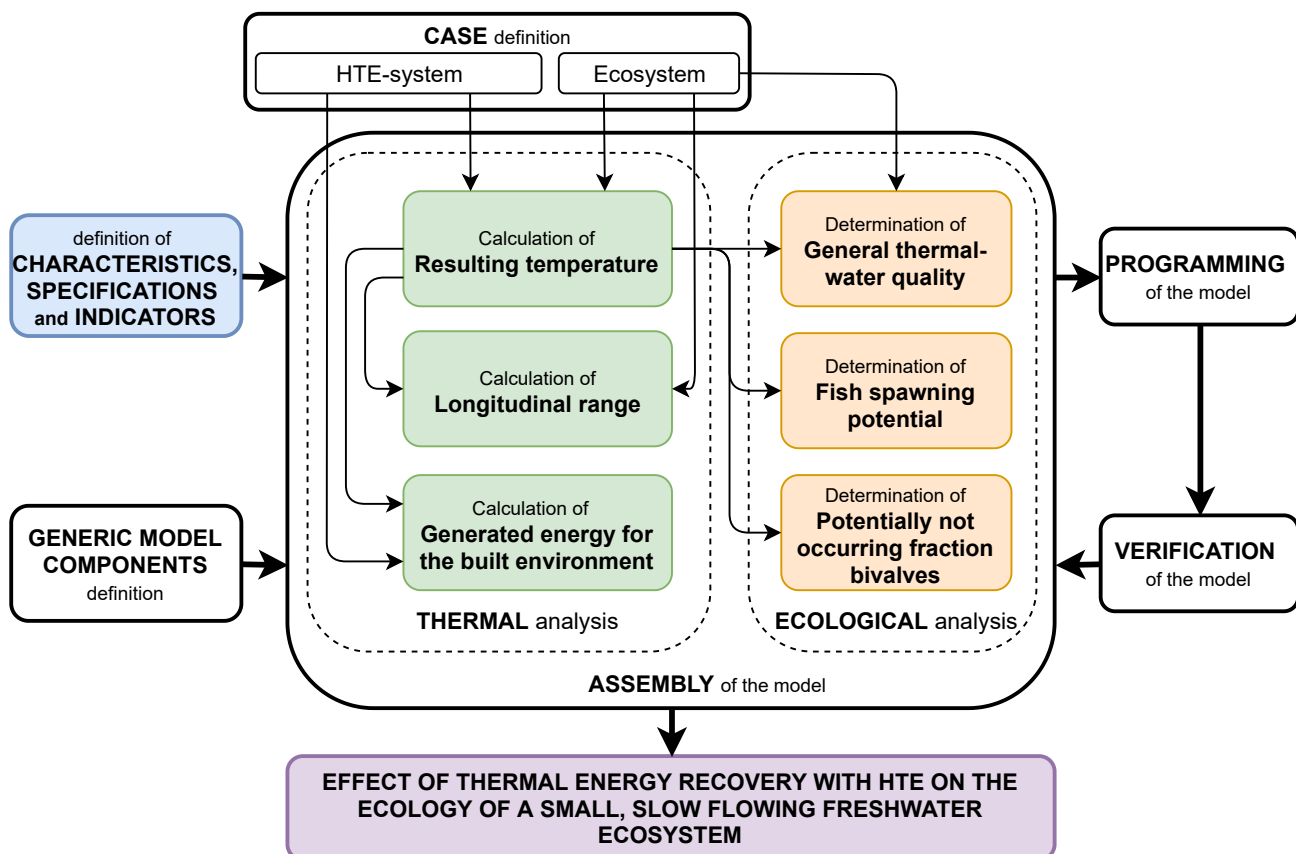 CASE definition
HTE-system
Ecosystem
definition of
CHARACTERISTICS,
SPECIFICATIONS
and INDICATORS
GENERIC MODEL
COMPONENTS
definition
Calculation of
Resulting temperature
Calculation of
Longitudinal range
Calculation of
Generated energy for
the built environment
THERMAL analysis
Determination of
General thermal-
water quality
Determination of
Fish spawning
potential
Determination of
Potentially not
occurring fraction
bivalves
ECOLOGICAL analysis
ASSEMBLY of the model
PROGRAMMING
of the model
VERIFICATION
of the model
EFFECT OF THERMAL ENERGY RECOVERY WITH HTE ON THE
ECOLOGY OF A SMALL, SLOW FLOWING FRESHWATER
ECOSYSTEM